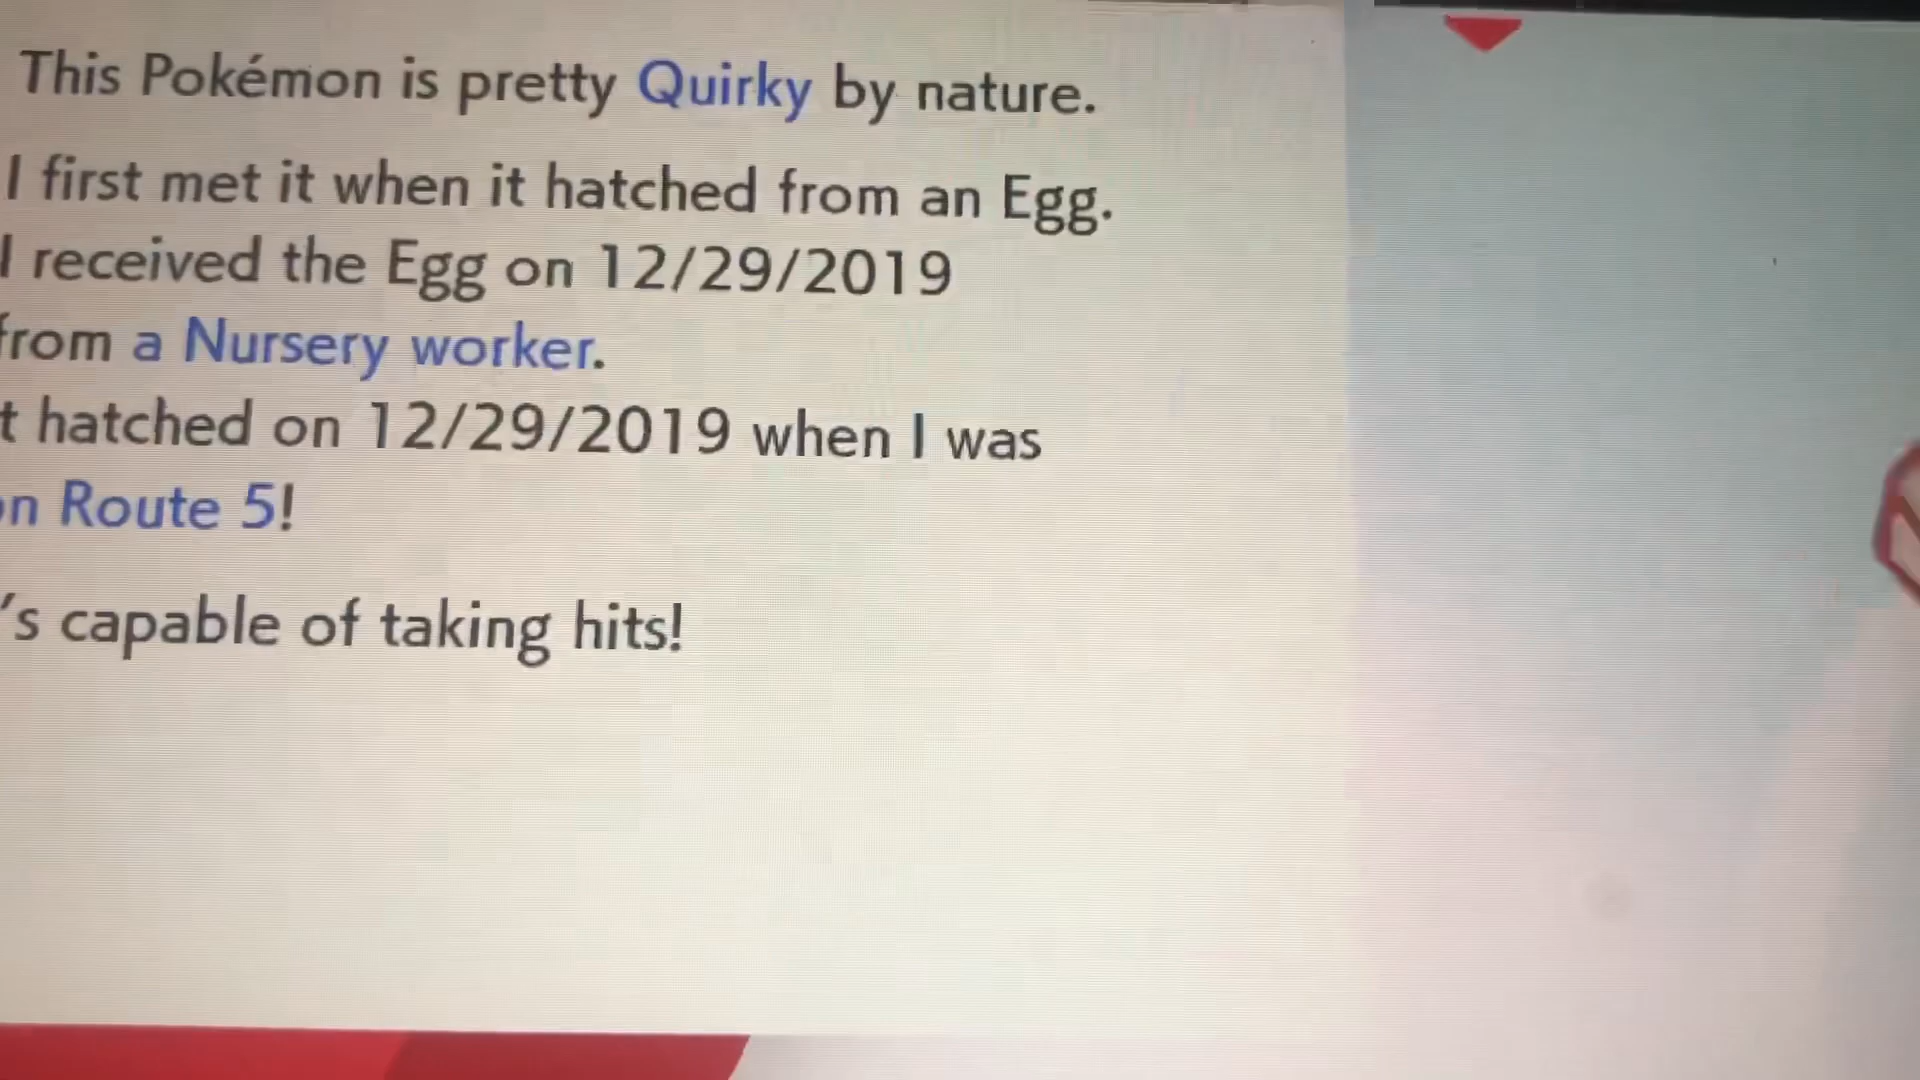 This Pokémon is pretty Quirky by nature.
I first met it when it hatched from an Egg.
I received the Egg on 12/29/2019
from a Nursery worker.
t hatched on 12/29/2019 when I was
on Route 5!
's capable of taking hits!